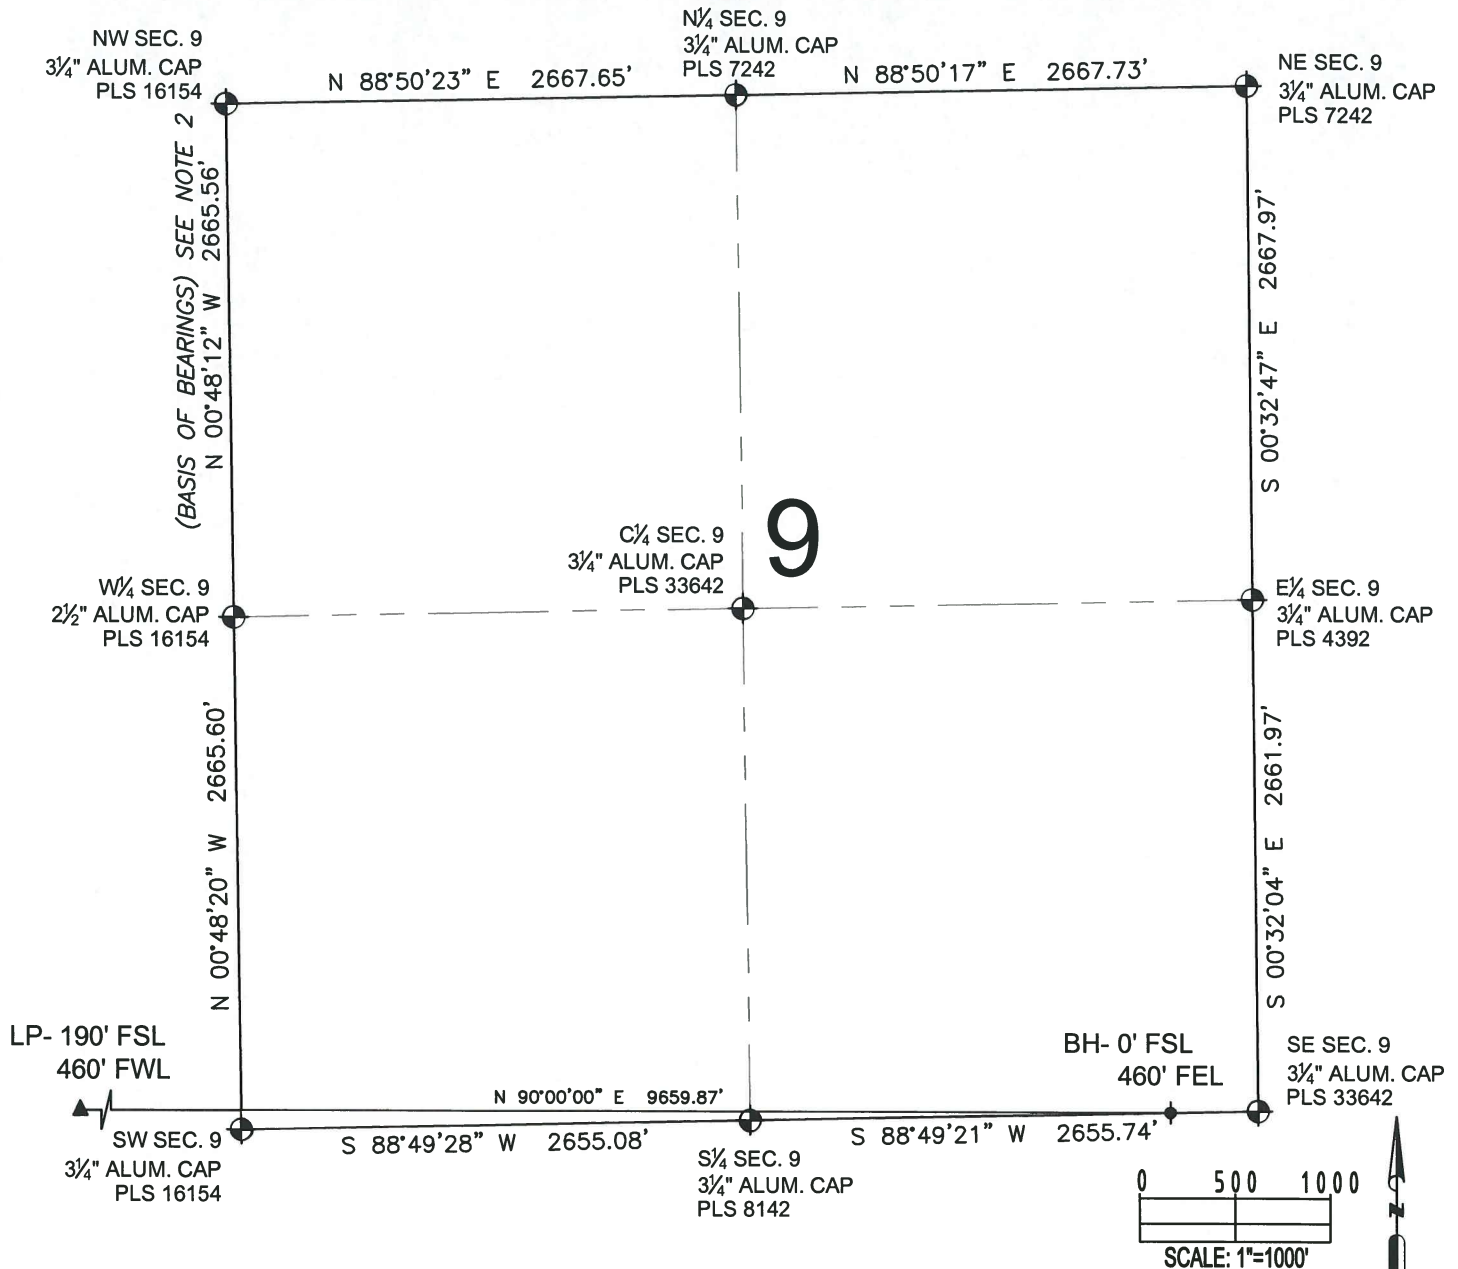 NW SEC. 9
3¼" ALUM. CAP
PLS 16154
N 88°50'23" E 2667.65'
N¼ SEC. 9
3¼" ALUM. CAP
PLS 7242
N 88°50'17" E 2667.73'
NE SEC. 9
3¼" ALUM. CAP
PLS 7242
(BASIS OF BEARINGS) SEE NOTE 2
N 00°48'12" W 2665.56'
S 00°32'47" E 2667.97'
C¼ SEC. 9
3¼" ALUM. CAP
PLS 33642
9
W¼ SEC. 9
2½" ALUM. CAP
PLS 16154
E¼ SEC. 9
3¼" ALUM. CAP
PLS 4392
N 00°48'20" W 2665.60'
S 00°32'04" E 2661.97'
LP- 190' FSL
460' FWL
BH- 0' FSL
460' FEL
SE SEC. 9
3¼" ALUM. CAP
PLS 33642
N 90°00'00" E 9659.87'
SW SEC. 9
3¼" ALUM. CAP
PLS 16154
S 88°49'28" W 2655.08'
S¼ SEC. 9
3¼" ALUM. CAP
PLS 8142
S 88°49'21" W 2655.74'
0 500 1000
SCALE: 1"=1000'
N